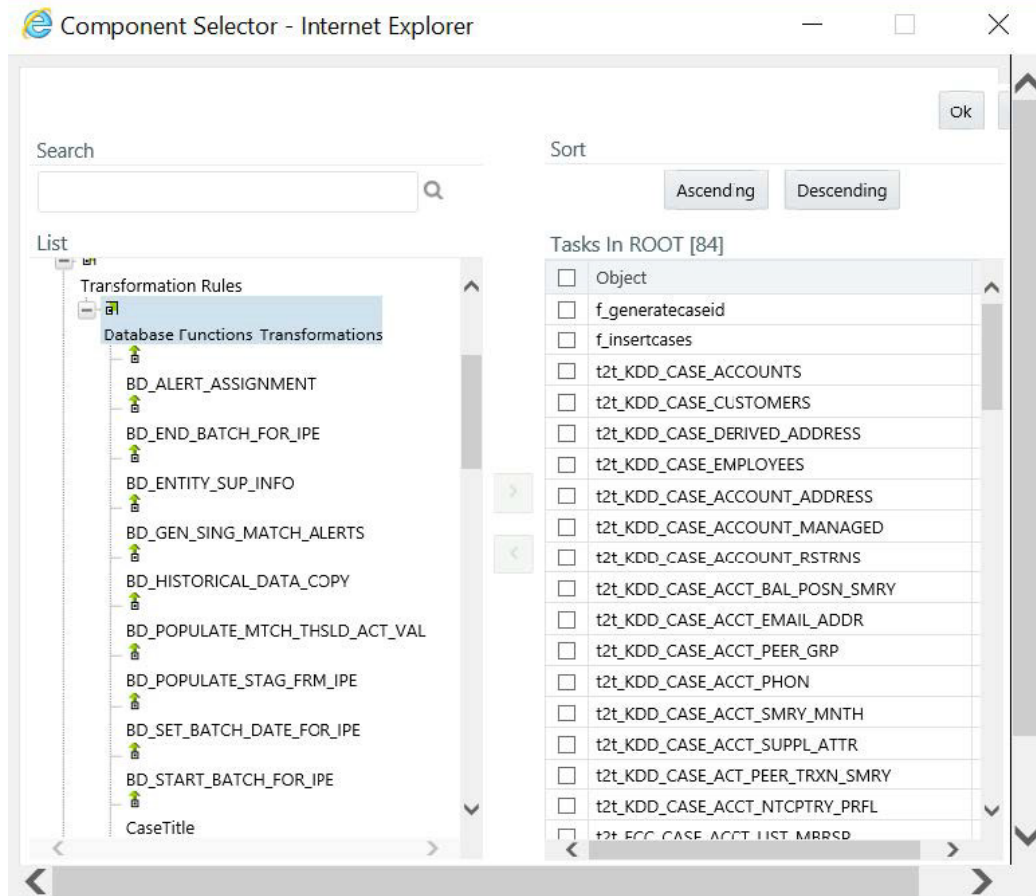 Component Selector - Internet Explorer
Ok
Search
Sort
Ascending Descending
List
Tasks In ROOT [84]
Transformation Rules
Database Functions Transformations
BD_ALERT_ASSIGNMENT
BD_END_BATCH_FOR_IPE
BD_ENTITY_SUP_INFO
BD_GEN_SING_MATCH_ALERTS
BD_HISTORICAL_DATA_COPY
BD_POPULATE_MTCH_THSLD_ACT_VAL
BD_POPULATE_STAG_FRM_IPE
BD_SET_BATCH_DATE_FOR_IPE
BD_START_BATCH_FOR_IPE
CaseTitle
Object
f_generatecaseid
f_insertcases
t2t_KDD_CASE_ACCOUNTS
t2t_KDD_CASE_CUSTOMERS
t2t_KDD_CASE_DERIVED_ADDRESS
t2t_KDD_CASE_EMPLOYEES
t2t_KDD_CASE_ACCOUNT_ADDRESS
t2t_KDD_CASE_ACCOUNT_MANAGED
t2t_KDD_CASE_ACCOUNT_RSTRNS
t2t_KDD_CASE_ACCT_BAL_POSN_SMRY
t2t_KDD_CASE_ACCT_EMAIL_ADDR
t2t_KDD_CASE_ACCT_PEER_GRP
t2t_KDD_CASE_ACCT_PHON
t2t_KDD_CASE_ACCT_SMRY_MNTH
t2t_KDD_CASE_ACCT_SUPPL_ATTR
t2t_KDD_CASE_ACT_PEER_TRXN_SMRY
t2t_KDD_CASE_ACCT_NTCPTRY_PRFL